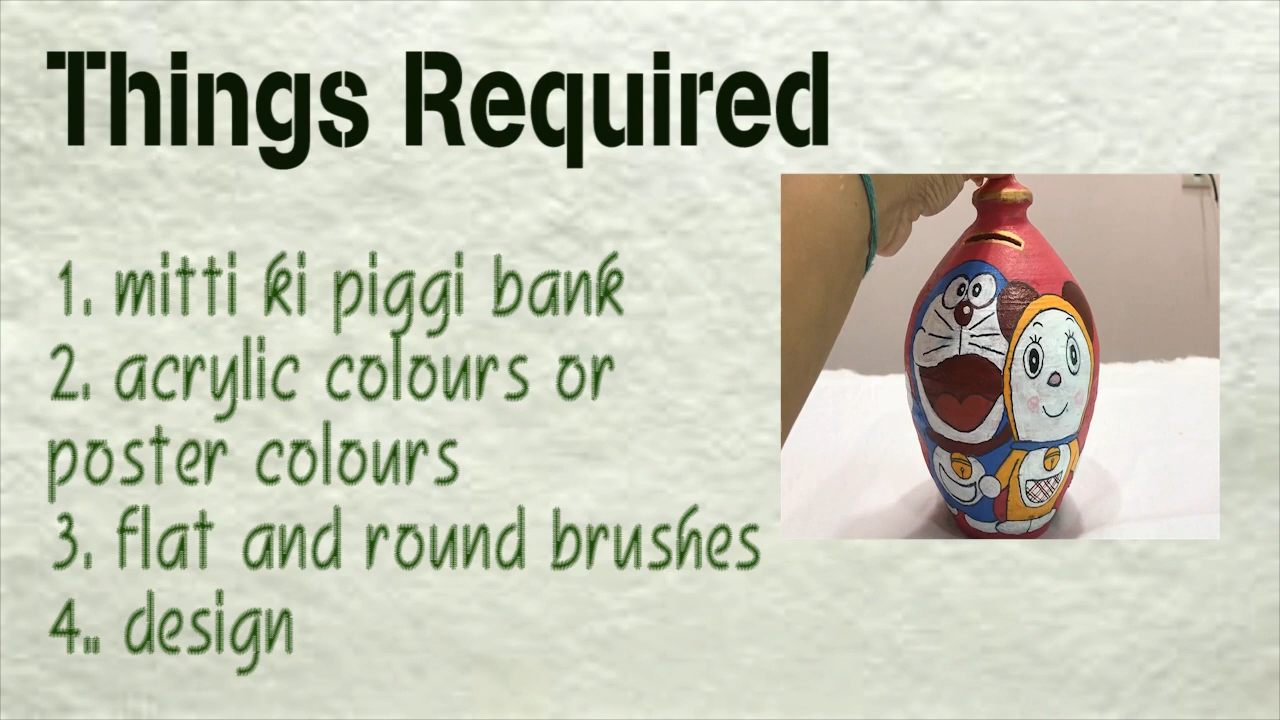 Things Required
1. mitti ki piggi bank
2. acrylic colours or
poster colours
3. flat and round brushes
4.. design